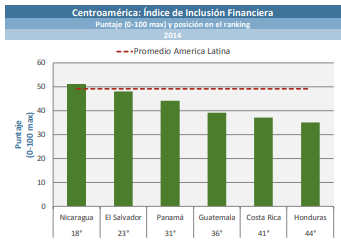 Centroamérica: Índice de Inclusión Financiera
Puntaje (0-100 max) y posición en el ranking
2014
Promedio America Latina
Puntaje
(0-100 max)
60
50
40
30
20
10
0
Nicaragua El Salvador Panamá Guatemala Costa Rica Honduras
18° 23° 31° 36° 41° 44°